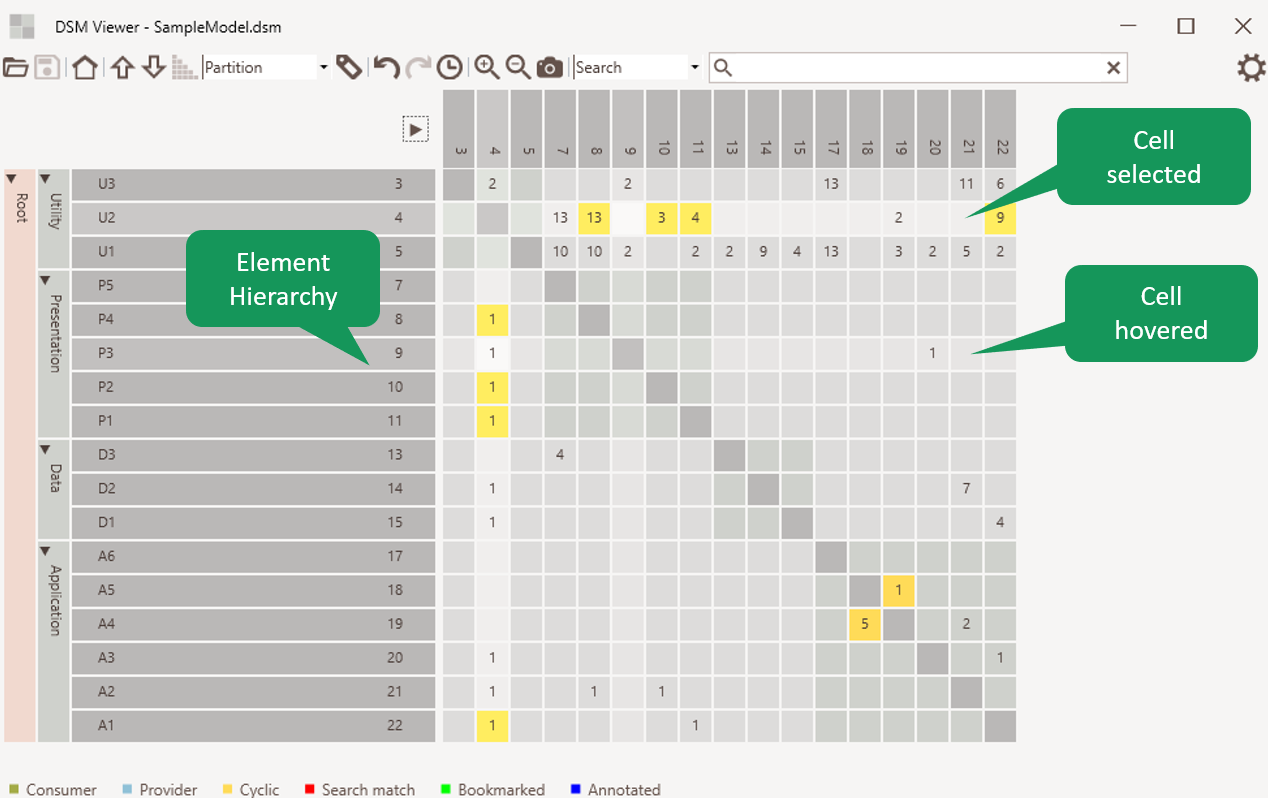 DSM Viewer - SampleModel.dsm
Partition
Search
3 4 5 7 8 9 10 11 13 14 15 17 18 19 20 21 22
Cell
selected
Root
Utility
U3 3 2 2 13 11 6
U2 4 13 13 3 4 2 9
U1 5 10 10 2 2 2 9 4 13 3 2 5 2
Element
Hierarchy
Presentation
P5 7
P4 8 1
P3 9 1 1
P2 10 1
P1 11 1
Cell
hovered
Data
D3 13 4
D2 14 1 7
D1 15 1 4
Application
A6 17
A5 18 1
A4 19 5 2
A3 20 1 1
A2 21 1 1 1
A1 22 1 1
Consumer Provider Cyclic Search match Bookmarked Annotated